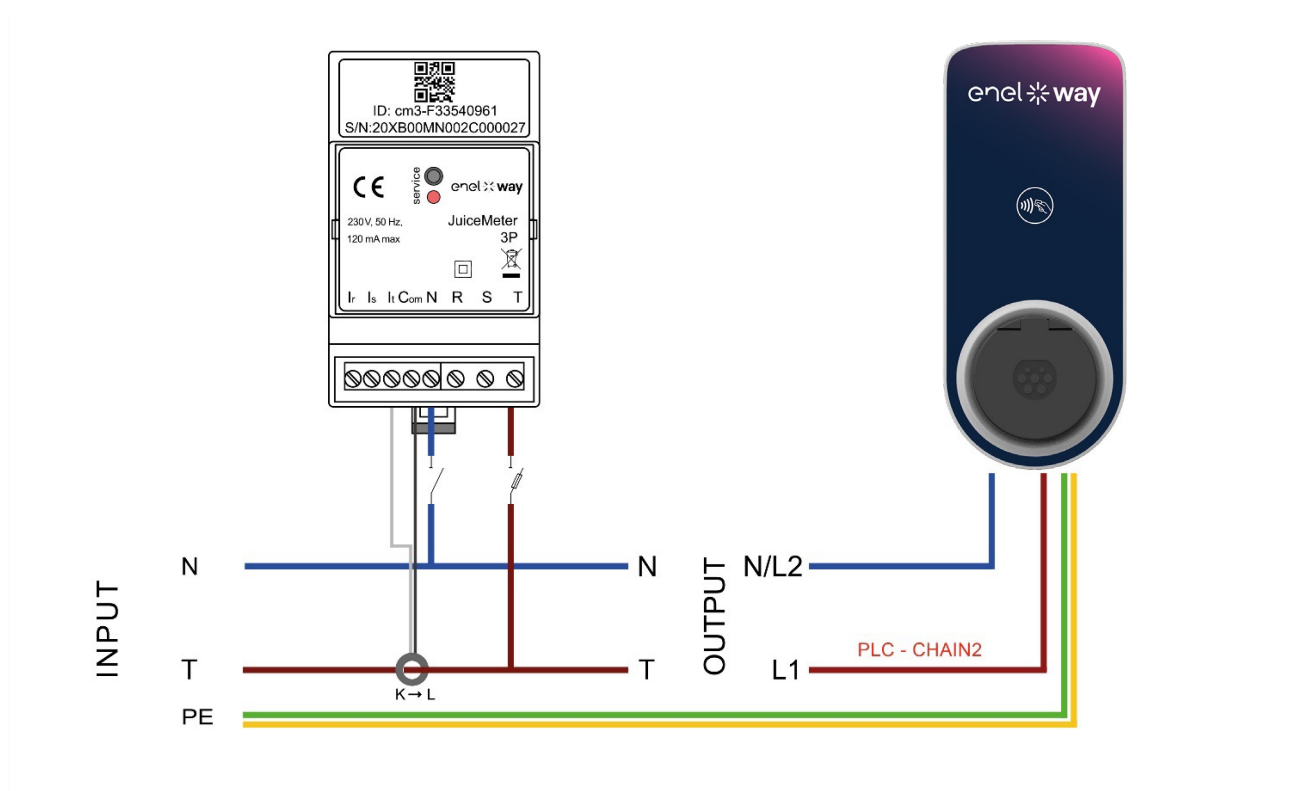 ID: cm3-F33540961
S/N:20XB00MN002C000027
CE
service
enel way
230V, 50 Hz,
120 mA max
JuiceMeter
3P
Ir Is It Com N R S T
enel way
INPUT
N
N
T
T
K→L
PE
OUTPUT
N/L2
L1
PLC - CHAIN2